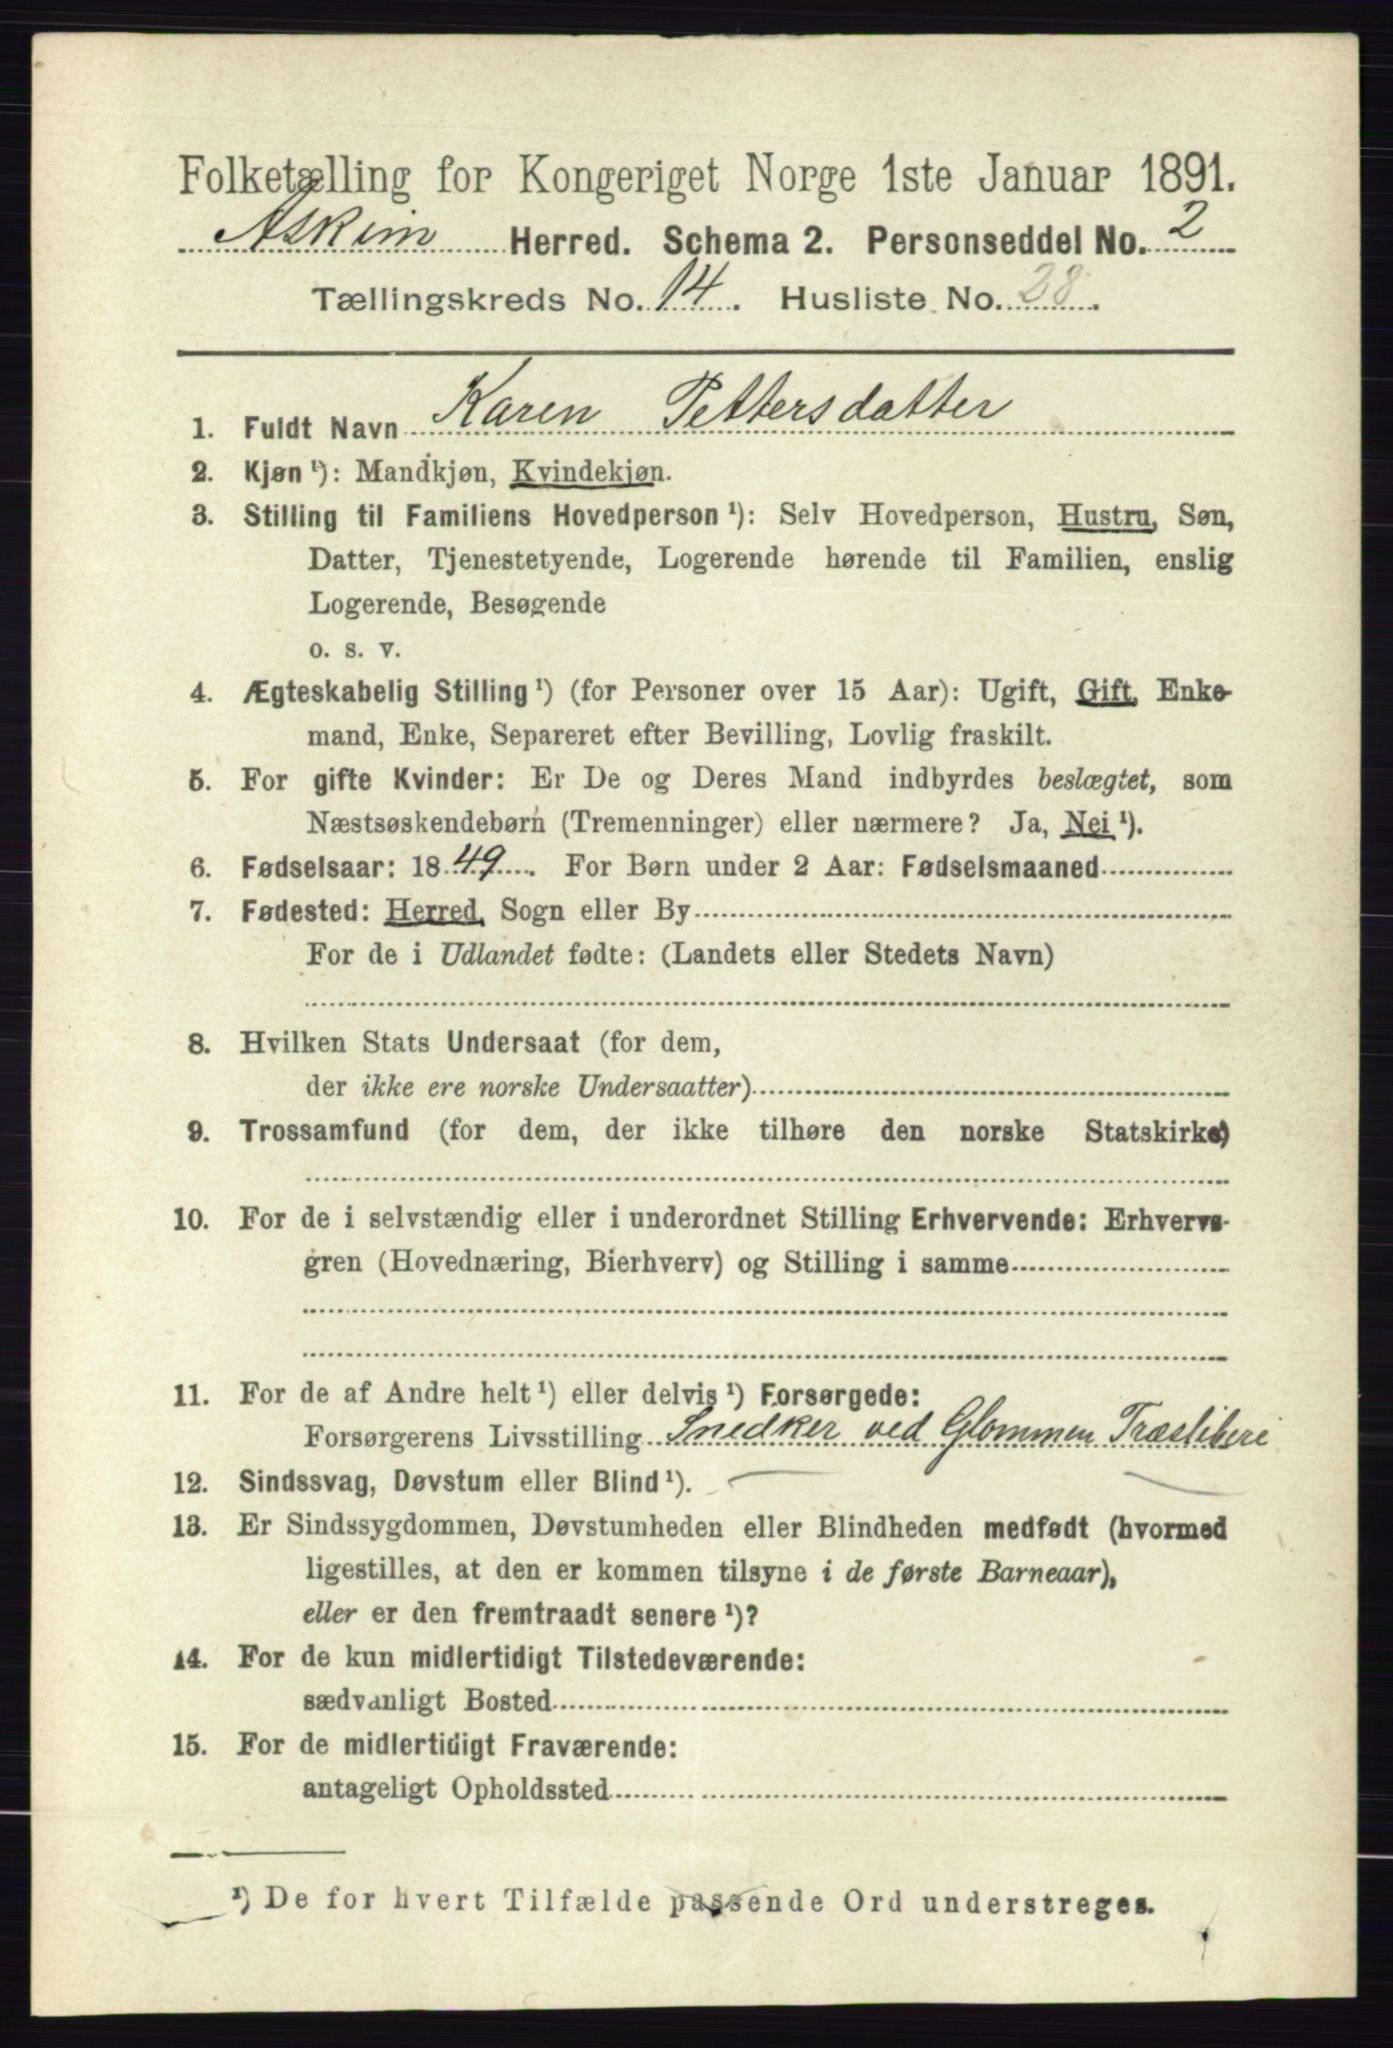 Folketælling for Kongeriget Norge 1ste Januar 1891.
Askim Herred. Schema 2. Personseddel No. 2
Tællingskreds No. 14. Husliste No. 28.
1. Fuldt Navn Karen Pettersdatter
2. Kjøn ¹): Mandkjøn, Kvindekjøn.
3. Stilling til Familiens Hovedperson ¹): Selv Hovedperson, Hustru, Søn,
Datter, Tjenestetyende, Logerende hørende til Familien, enslig
Logerende, Besøgende
o. s. v.
4. Ægteskabelig Stilling ¹) (for Personer over 15 Aar): Ugift, Gift, Enke-
mand, Enke, Separeret efter Bevilling, Lovlig fraskilt.
5. For gifte Kvinder: Er De og Deres Mand indbyrdes beslægtet, som
Næstsøskendebørn (Tremenninger) eller nærmere? Ja, Nei ¹).
6. Fødselsaar: 1849. For Børn under 2 Aar: Fødselsmaaned
7. Fødested: Herred, Sogn eller By
For de i Udlandet fødte: (Landets eller Stedets Navn)
8. Hvilken Stats Undersaat (for dem,
der ikke ere norske Undersaatter)
9. Trossamfund (for dem, der ikke tilhøre den norske Statskirke)
10. For de i selvstændig eller i underordnet Stilling Erhvervende: Erhvervs-
gren (Hovednæring, Bierhverv) og Stilling i samme
11. For de af Andre helt ¹) eller delvis ¹) Forsørgede:
Forsørgerens Livsstilling Snedker ved Glommen Træsliberi
12. Sindssvag, Døvstum eller Blind ¹). —
13. Er Sindssygdommen, Døvstumheden eller Blindheden medfødt (hvormed
ligestilles, at den er kommen tilsyne i de første Barneaar),
eller er den fremtraadt senere ¹)?
14. For de kun midlertidigt Tilstedeværende:
sædvanligt Bosted
15. For de midlertidigt Fraværende:
antageligt Opholdssted
¹) De for hvert Tilfælde passende Ord understreges.